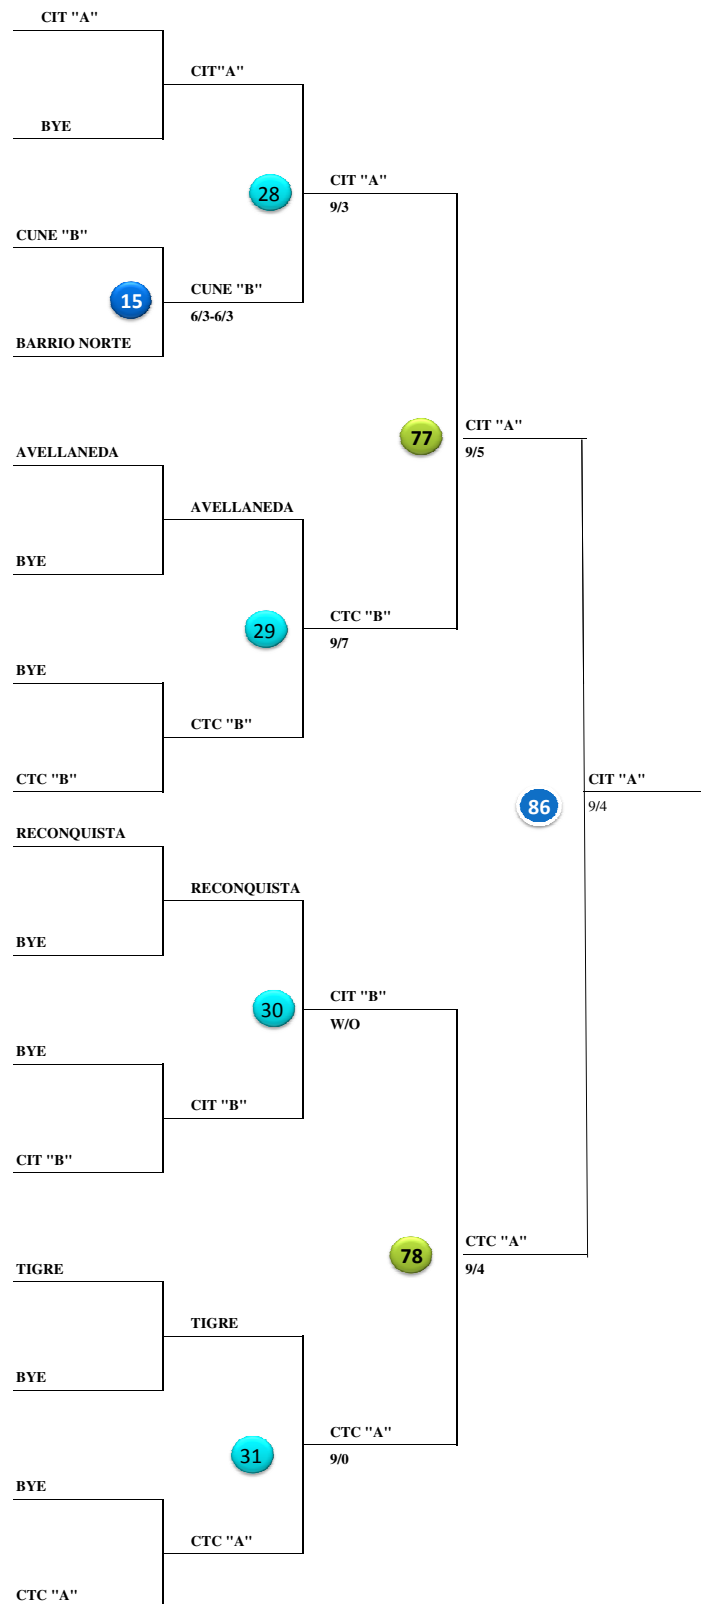 CIT "A"
CIT"A"
BYE
CIT "A"
28
9/3
CUNE "B"
CUNE "B"
15
6/3-6/3
BARRIO NORTE
CIT "A"
77
9/5
AVELLANEDA
AVELLANEDA
BYE
CTC "B"
29
9/7
BYE
CTC "B"
CTC "B"
CIT "A"
86
9/4
RECONQUISTA
RECONQUISTA
BYE
CIT "B"
30
W/O
BYE
CIT "B"
CIT "B"
CTC "A"
78
9/4
TIGRE
TIGRE
BYE
CTC "A"
31
9/0
BYE
CTC "A"
CTC "A"